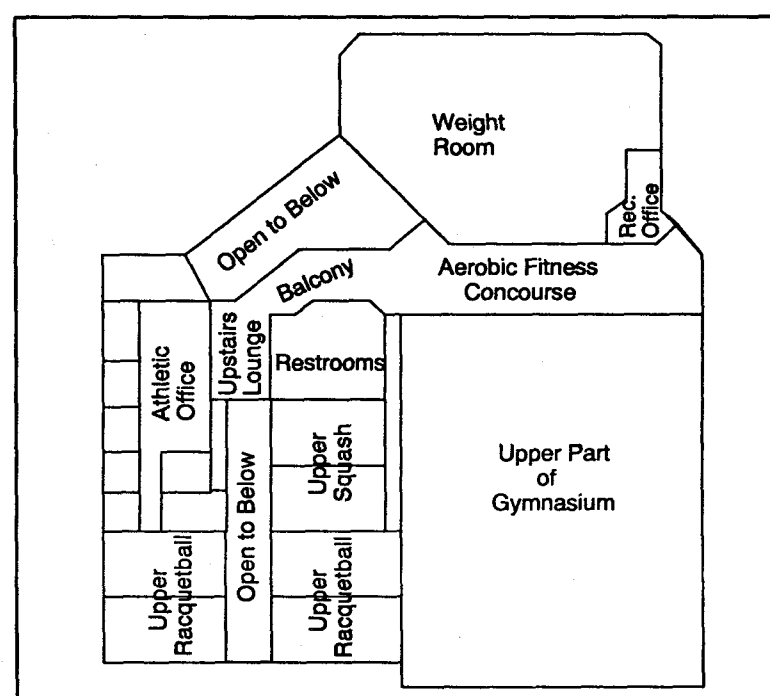 Weight
Room
Open to Below
Rec.
Office
Balcony
Aerobic Fitness
Concourse
Athletic
Office
Upstairs
Lounge
Restrooms
Upper
Squash
Upper Part
of
Gymnasium
Open to Below
Upper
Racquetball
Upper
Racquetball